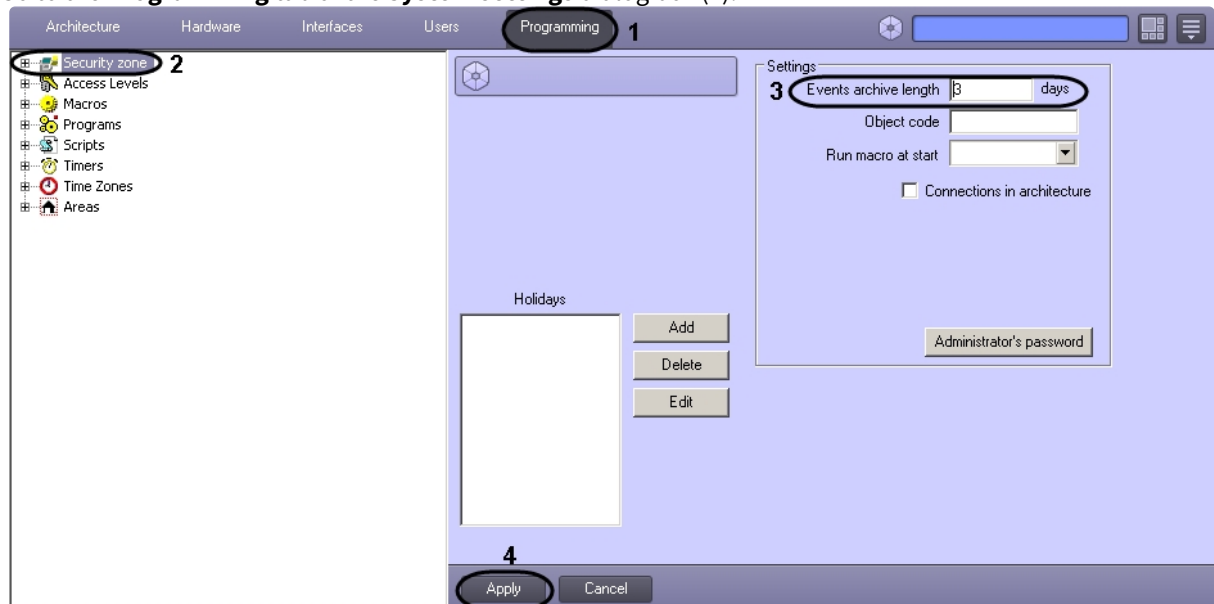 Architecture Hardware Interfaces Users Programming 1
Security zone 2
Access Levels
Macros
Programs
Scripts
Timers
Time Zones
Areas
Settings
3 Events archive length 3 days
Object code
Run macro at start
Connections in architecture
Administrator's password
Holidays
Add
Delete
Edit
4
Apply Cancel